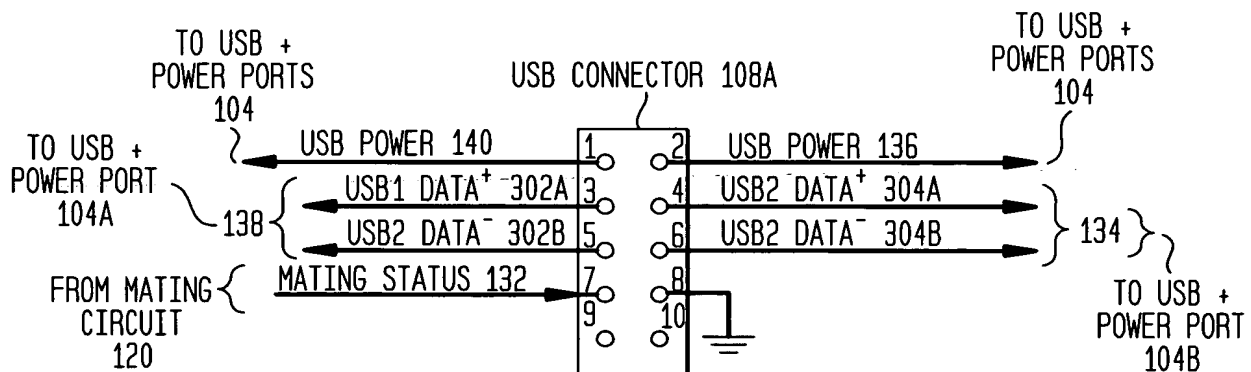 TO USB +
POWER PORTS
104
USB CONNECTOR 108A
TO USB +
POWER PORTS
104
TO USB +
POWER PORT
104A
138
USB POWER 140
1
2
USB POWER 136
USB1 DATA+ 302A
3
4
USB2 DATA+ 304A
USB2 DATA- 302B
5
6
USB2 DATA- 304B
134
FROM MATING
CIRCUIT
120
MATING STATUS 132
7
8
9
10
TO USB +
POWER PORT
104B